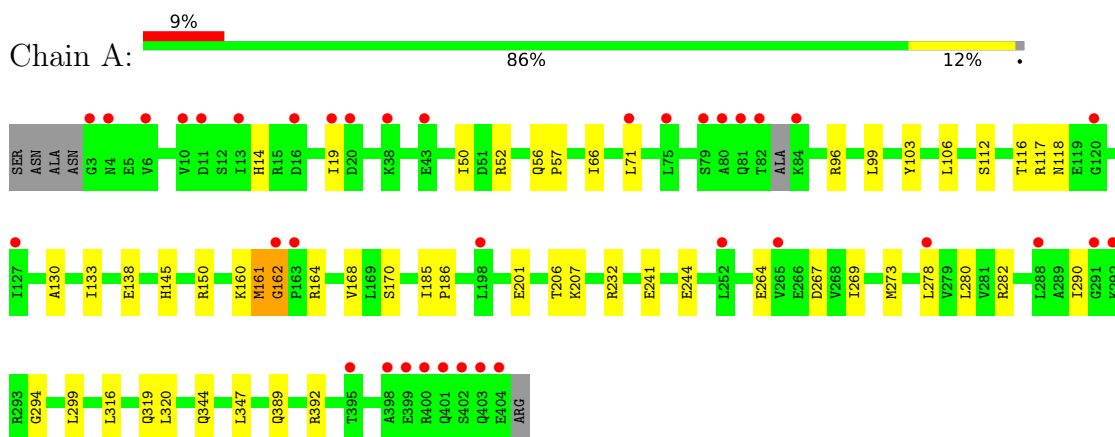 9%
Chain A:
86% 12% •
SER ASN ALA ASN G3 N4 E5 V6 V10 D11 S12 I13 H14 R15 D16 I19 D20 K38 E43 I50 D51 R52 Q56 P57 I66 L71 L75 S79 A80 Q81 T82 ALA K84 R96 L99 Y103 L106 S112 T116 R117 N118 E119 G120
I127 A130 I133 E138 H145 R150 K160 M161 G162 P163 R164 V168 L169 S170 I185 P186 L198 E201 T206 K207 R232 E241 E244 L252 E264 V265 E266 D267 V268 I269 M273 L278 V279 L280 V281 R282 L288 A289 I290 G291 K292
R293 G294 L299 L316 Q319 L320 Q344 L347 Q389 R392 T395 A398 E399 R400 Q401 S402 Q403 E404 ARG